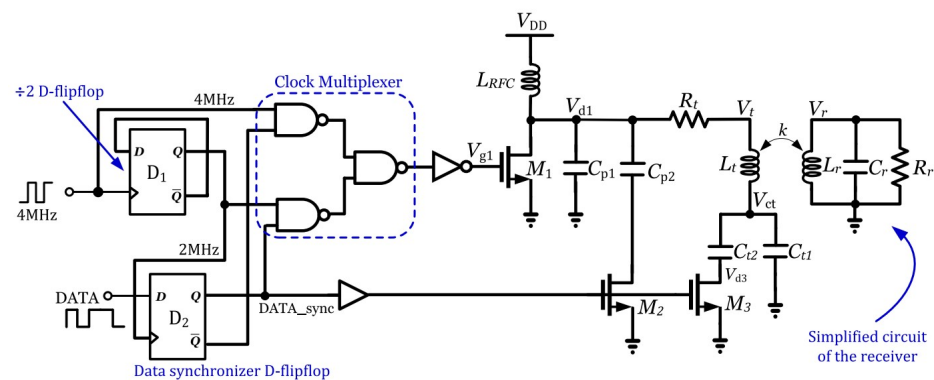 V_DD
Clock Multiplexer
L_RFC
÷2 D-flipflop
4MHz
V_d1
R_t
V_t
V_r
k
D
Q
D_1
Q̅
V_g1
M_1
C_p1
C_p2
L_t
L_r
C_r
R_r
4MHz
V_ct
2MHz
C_t2
C_t1
V_d3
DATA
D
Q
D_2
Q̅
DATA_sync
M_2
M_3
Simplified circuit
of the receiver
Data synchronizer D-flipflop